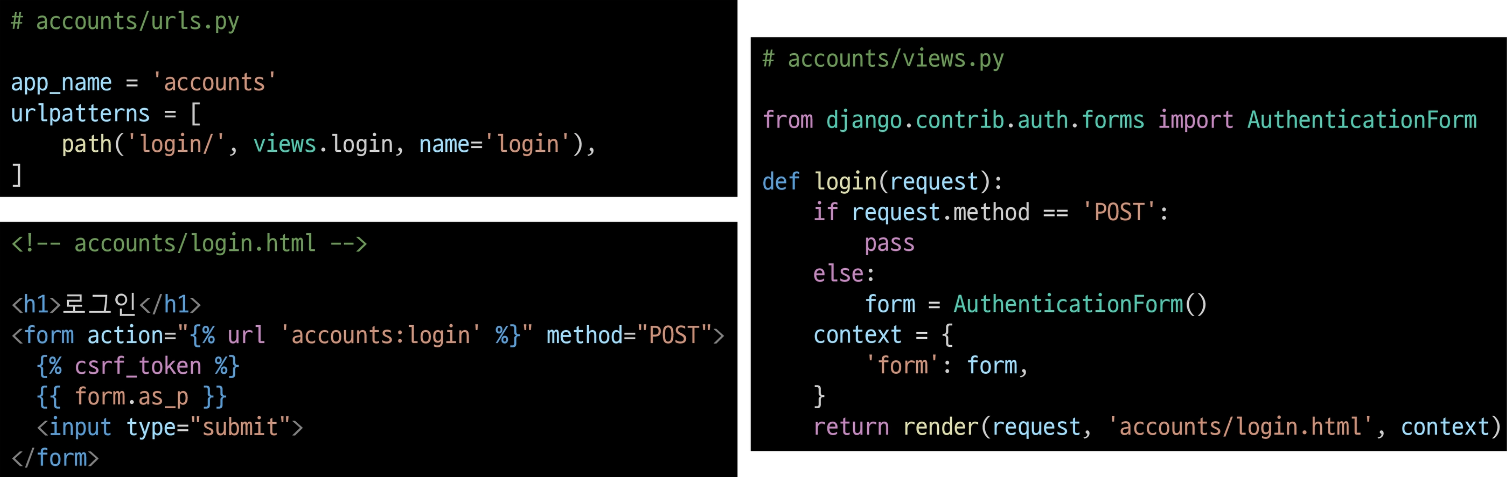 # accounts/urls.py
app_name = 'accounts'
urlpatterns = [
    path('login/', views.login, name='login'),
]
<!-- accounts/login.html -->
<h1>로그인</h1>
<form action="{% url 'accounts:login' %}" method="POST">
  {% csrf_token %}
  {{ form.as_p }}
  <input type="submit">
</form>
# accounts/views.py
from django.contrib.auth.forms import AuthenticationForm
def login(request):
    if request.method == 'POST':
        pass
    else:
        form = AuthenticationForm()
    context = {
        'form': form,
    }
    return render(request, 'accounts/login.html', context)